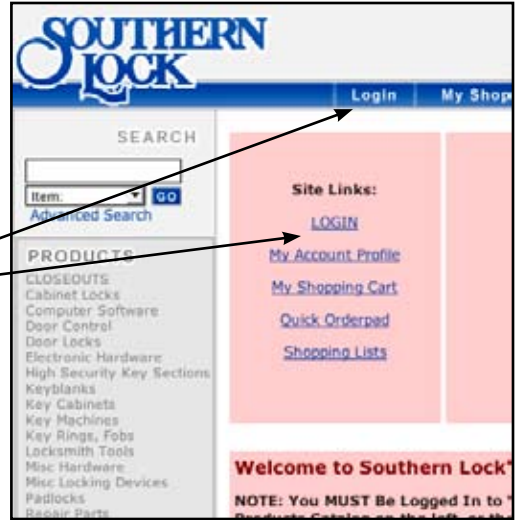 SOUTHERN
LOCK
Login My Shop
SEARCH
Item: GO
Advanced Search
PRODUCTS
CLOSEOUTS
Cabinet Locks
Computer Software
Door Control
Door Locks
Electronic Hardware
High Security Key Sections
Keyblanks
Key Cabinets
Key Machines
Key Rings, Fobs
Locksmith Tools
Misc Hardware
Misc Locking Devices
Padlocks
Repair Parts
Site Links:
LOGIN
My Account Profile
My Shopping Cart
Quick Orderpad
Shopping Lists
Welcome to Southern Lock'
NOTE: You MUST Be Logged In to "
Products Catalog on the left, or the